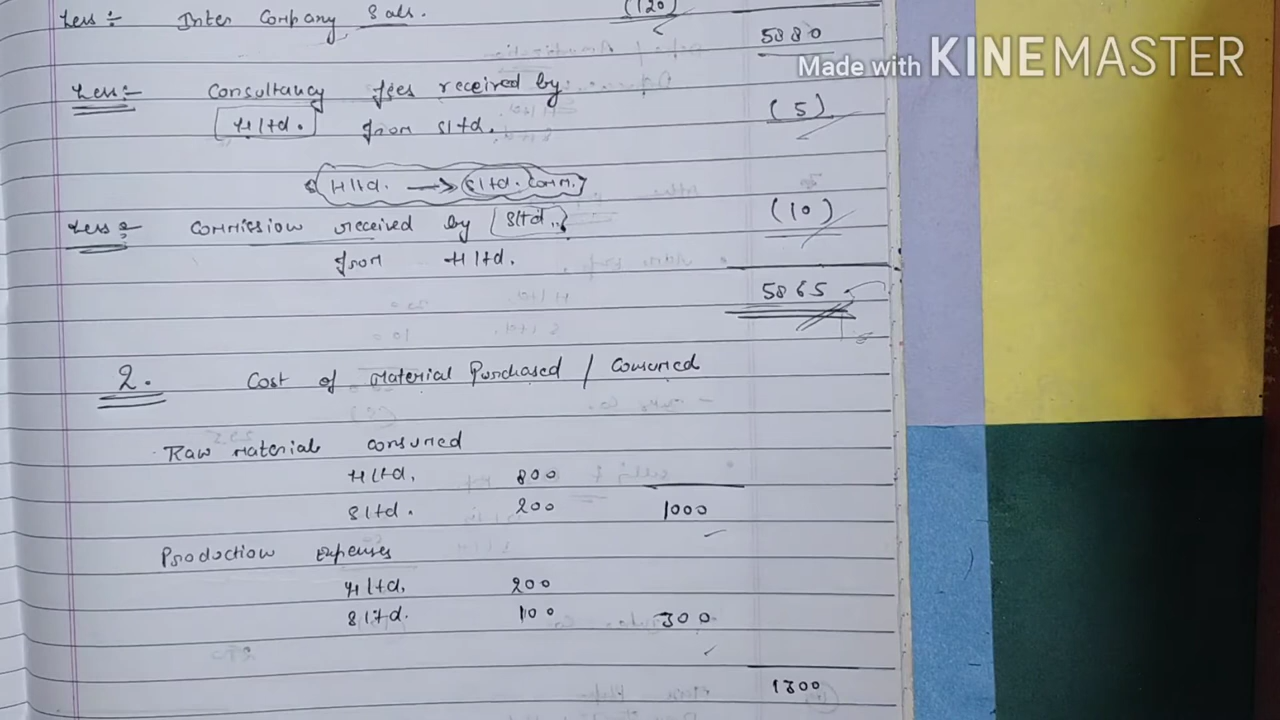 Less :- Inter Company Sals. (120)
5880
Made with KINEMASTER
Less :- Consultancy fees received by
H ltd. from S ltd. (5)
H ltd. → S ltd. Comm.
Less :- Commission received by S ltd. (10)
from H ltd.
5865
2. Cost of Material Purchased / Consumed
Raw Materials consumed
H ltd. 800
S ltd. 200 1000
Production Expenses
H ltd. 200
S ltd. 100 300
1300